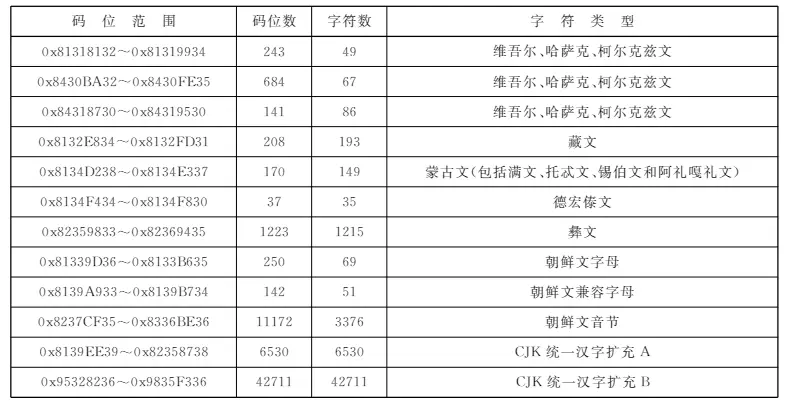 码位范围 码位数 字符数 字符类型
0x81318132～0x81319934 243 49 维吾尔、哈萨克、柯尔克兹文
0x8430BA32～0x8430FE35 684 67 维吾尔、哈萨克、柯尔克兹文
0x84318730～0x84319530 141 86 维吾尔、哈萨克、柯尔克兹文
0x8132E834～0x8132FD31 208 193 藏文
0x8134D238～0x8134E337 170 149 蒙古文(包括满文、托忒文、锡伯文和阿礼嘎礼文)
0x8134F434～0x8134F830 37 35 德宏傣文
0x82359833～0x82369435 1223 1215 彝文
0x81339D36～0x8133B635 250 69 朝鲜文字母
0x8139A933～0x8139B734 142 51 朝鲜文兼容字母
0x8237CF35～0x8336BE36 11172 3376 朝鲜文音节
0x8139EE39～0x82358738 6530 6530 CJK 统一汉字扩充 A
0x95328236～0x9835F336 42711 42711 CJK 统一汉字扩充 B